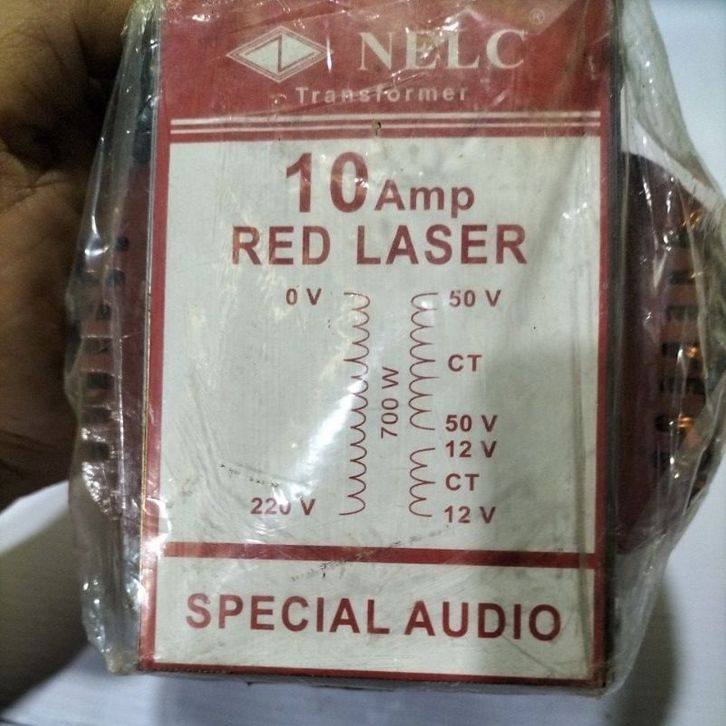 NELC®
Transformer
10 Amp
RED LASER
0 V
50 V
CT
700 W
50 V
12 V
CT
220 V
12 V
SPECIAL AUDIO